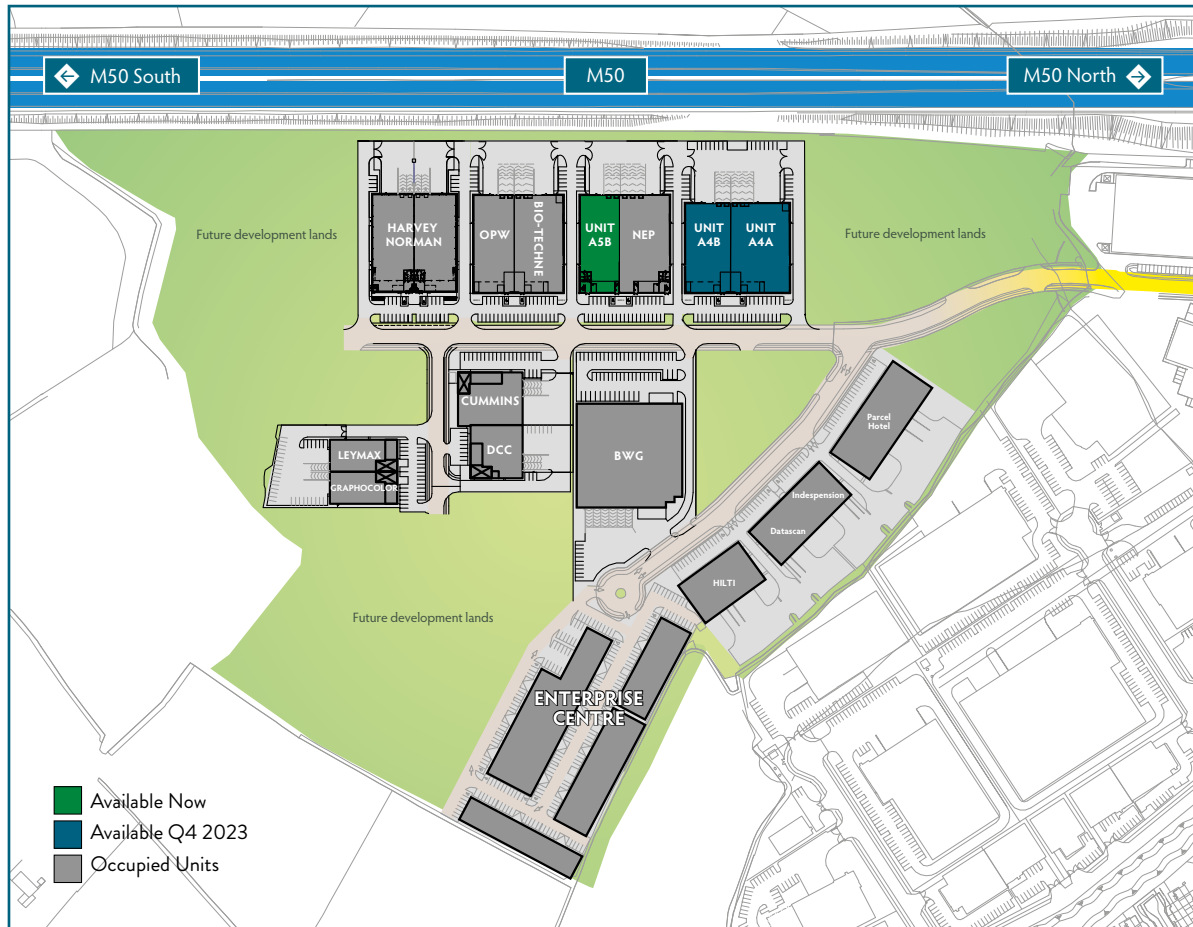 M50 South
M50
M50 North
Future development lands
HARVEY
NORMAN
OPW
BIO-TECHNE
UNIT
A5B
NEP
UNIT
A4B
UNIT
A4A
Future development lands
CUMMINS
DCC
LEYMAX
GRAPHOCOLOR
BWG
Parcel
Hotel
Indespension
Datascan
HILTI
Future development lands
ENTERPRISE
CENTRE
Available Now
Available Q4 2023
Occupied Units